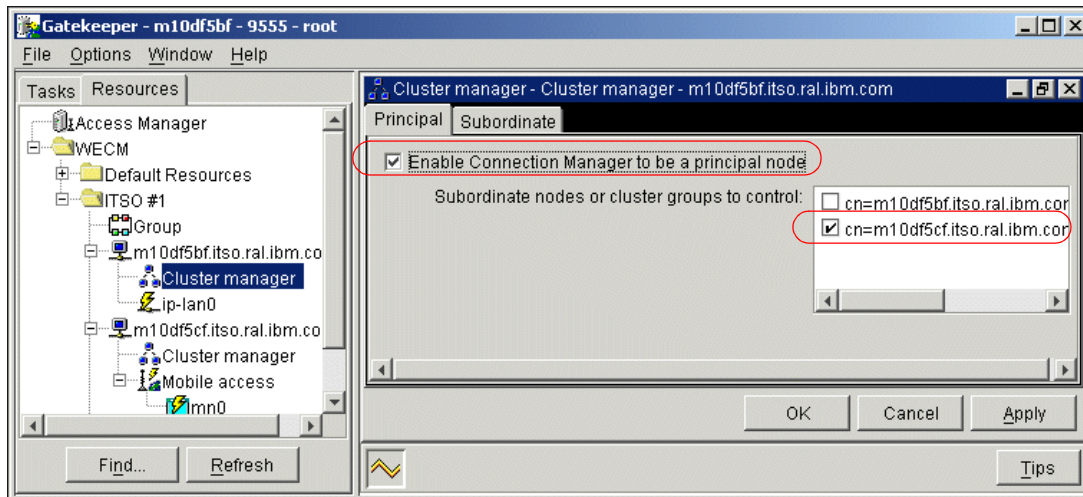 Gatekeeper - m10df5bf - 9555 - root
File Options Window Help
Tasks Resources
Access Manager
WECM
Default Resources
ITSO #1
Group
m10df5bf.itso.ral.ibm.co
Cluster manager
ip-lan0
m10df5cf.itso.ral.ibm.co
Cluster manager
Mobile access
mn0
Find... Refresh
Cluster manager - Cluster manager - m10df5bf.itso.ral.ibm.com
Principal Subordinate
Enable Connection Manager to be a principal node
Subordinate nodes or cluster groups to control:
cn=m10df5bf.itso.ral.ibm.cor
cn=m10df5cf.itso.ral.ibm.cor
OK Cancel Apply
Tips